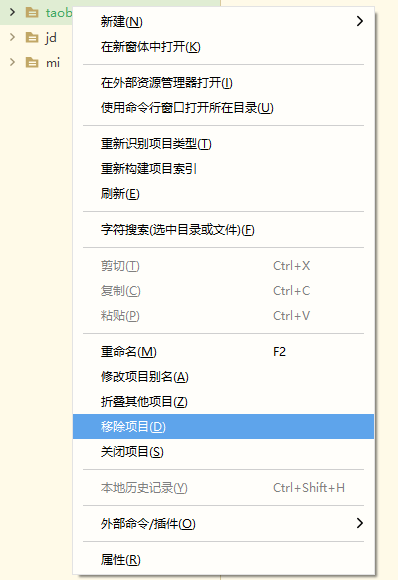 taob
jd
mi
新建(N)
在新窗体中打开(K)
在外部资源管理器打开(I)
使用命令行窗口打开所在目录(U)
重新识别项目类型(T)
重新构建项目索引
刷新(E)
字符搜索(选中目录或文件)(F)
剪切(T) Ctrl+X
复制(C) Ctrl+C
粘贴(P) Ctrl+V
重命名(M) F2
修改项目别名(A)
折叠其他项目(Z)
移除项目(D)
关闭项目(S)
本地历史记录(Y) Ctrl+Shift+H
外部命令/插件(O)
属性(R)